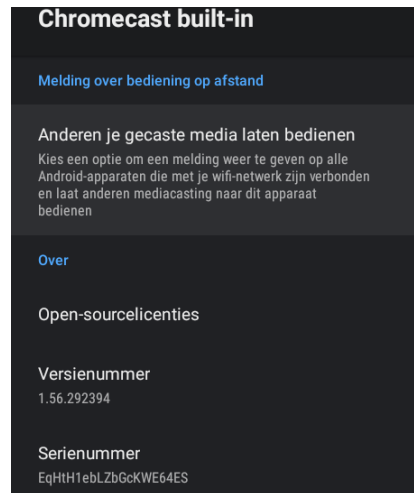 Chromecast built-in
Melding over bediening op afstand
Anderen je gecaste media laten bedienen
Kies een optie om een melding weer te geven op alle
Android-apparaten die met je wifi-netwerk zijn verbonden
en laat anderen mediacasting naar dit apparaat
bedienen
Over
Open-sourcelicenties
Versienummer
1.56.292394
Serienummer
EqHtH1ebLZbGcKWE64ES